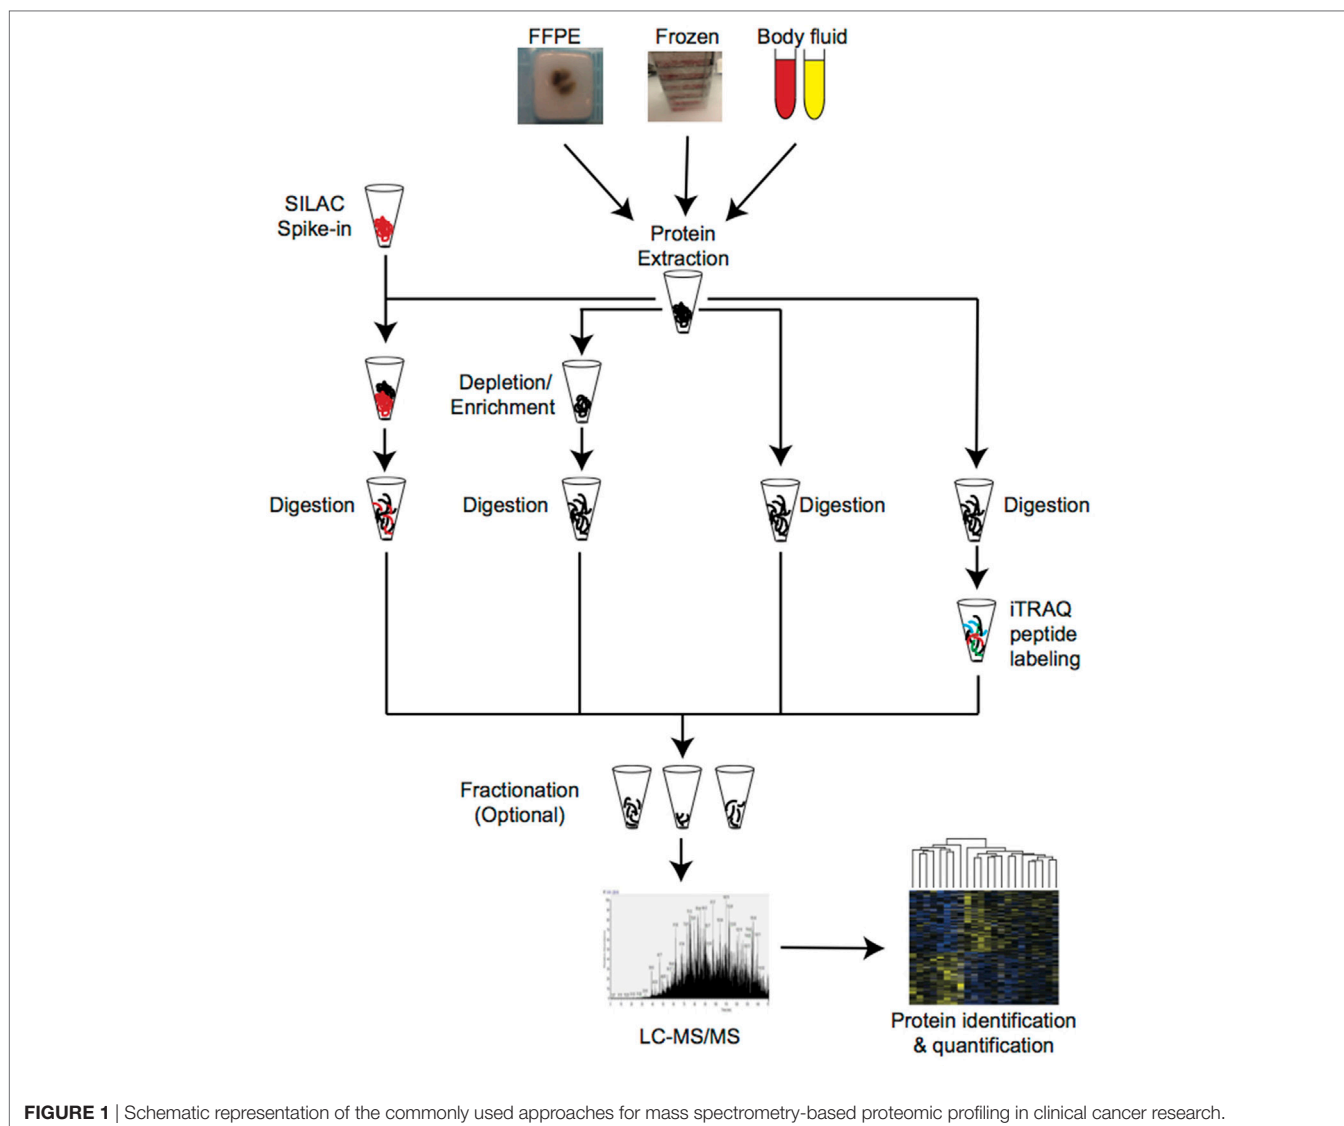 FFPE
Frozen
Body fluid
SILAC
Spike-in
Protein
Extraction
Depletion/
Enrichment
Digestion
Digestion
Digestion
Digestion
iTRAQ
peptide
labeling
Fractionation
(Optional)
LC-MS/MS
Protein identification
& quantification
FIGURE 1 | Schematic representation of the commonly used approaches for mass spectrometry-based proteomic profiling in clinical cancer research.